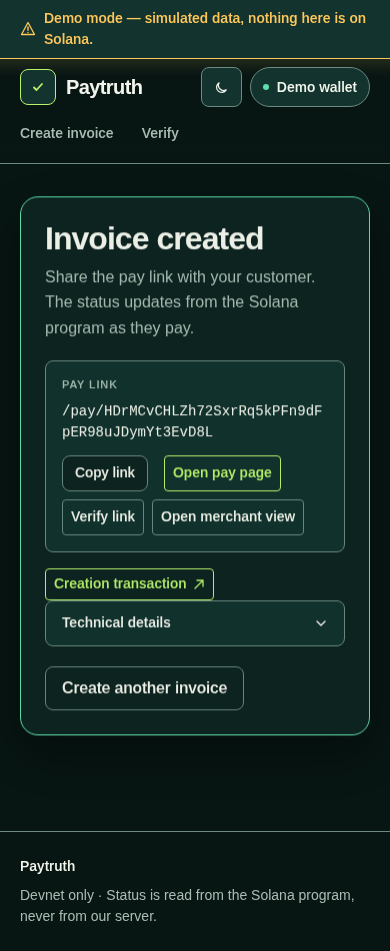 Demo mode — simulated data, nothing here is on
Solana.
Paytruth
Demo wallet
Create invoice
Verify
Invoice created
Share the pay link with your customer.
The status updates from the Solana
program as they pay.
PAY LINK
/pay/HDrMCvCHLZh72SxrRq5kPFn9dF
pER98uJDymYt3EvD8L
Copy link
Open pay page
Verify link
Open merchant view
Creation transaction
Technical details
Create another invoice
Paytruth
Devnet only · Status is read from the Solana program,
never from our server.